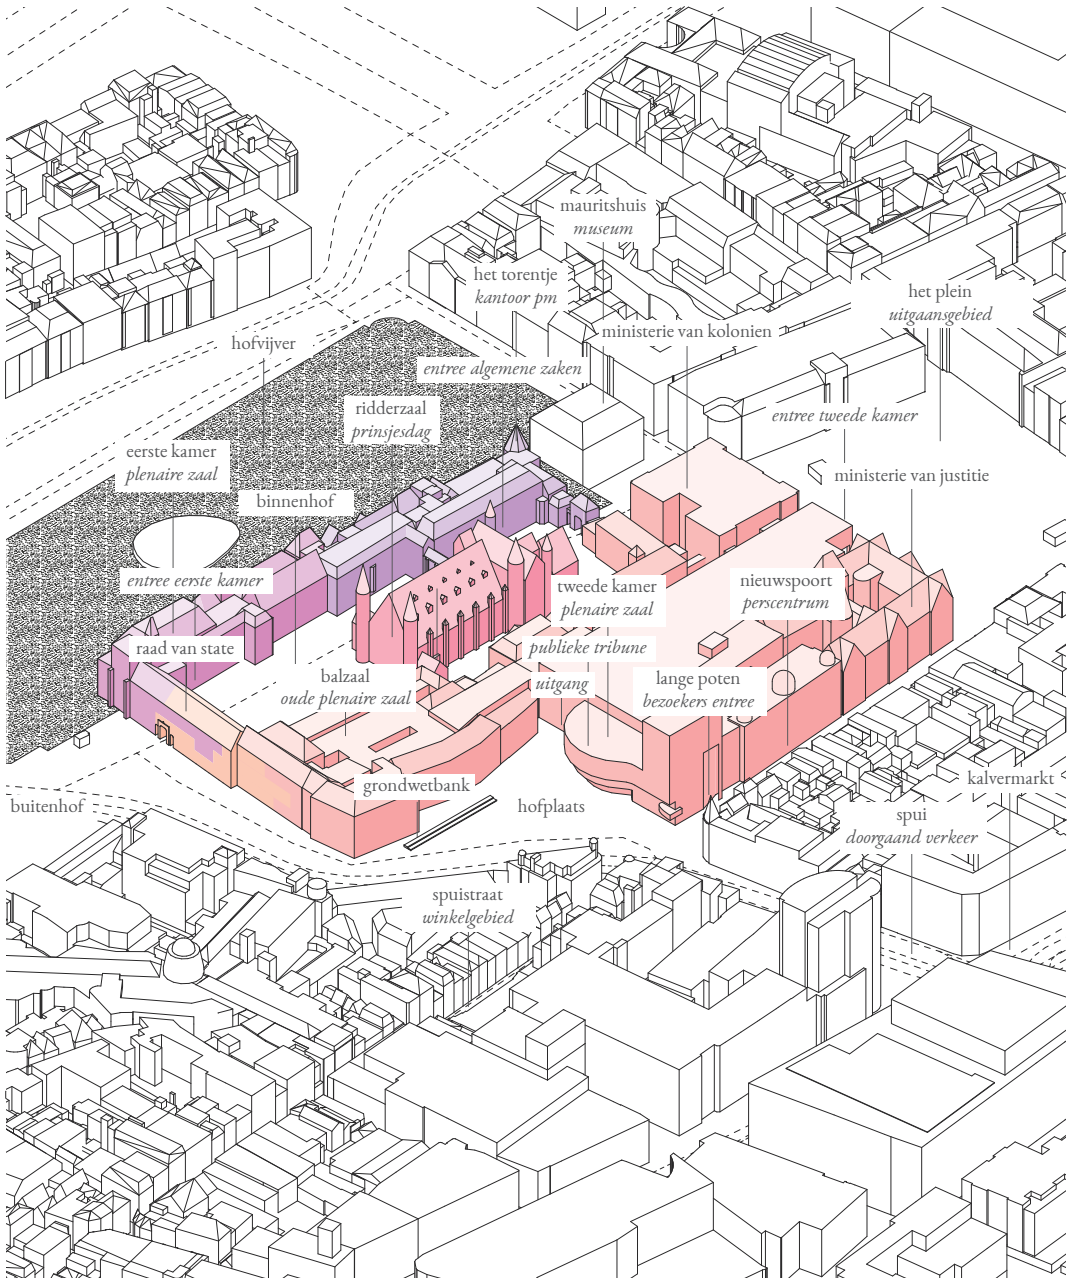 mauritshuis
museum
het torentje
kantoor pm
het plein
uitgaansgebied
ministerie van kolonien
hofvijver
entree algemene zaken
ridderzaal
prinsjesdag
entree tweede kamer
eerste kamer
plenaire zaal
ministerie van justitie
binnenhof
entree eerste kamer
tweede kamer
plenaire zaal
nieuwspoort
perscentrum
raad van state
publieke tribune
balzaal
oude plenaire zaal
uitgang
lange poten
bezoekers entree
grondwetbank
kalvermarkt
buitenhof
hofplaats
spui
doorgaand verkeer
spuistraat
winkelgebied